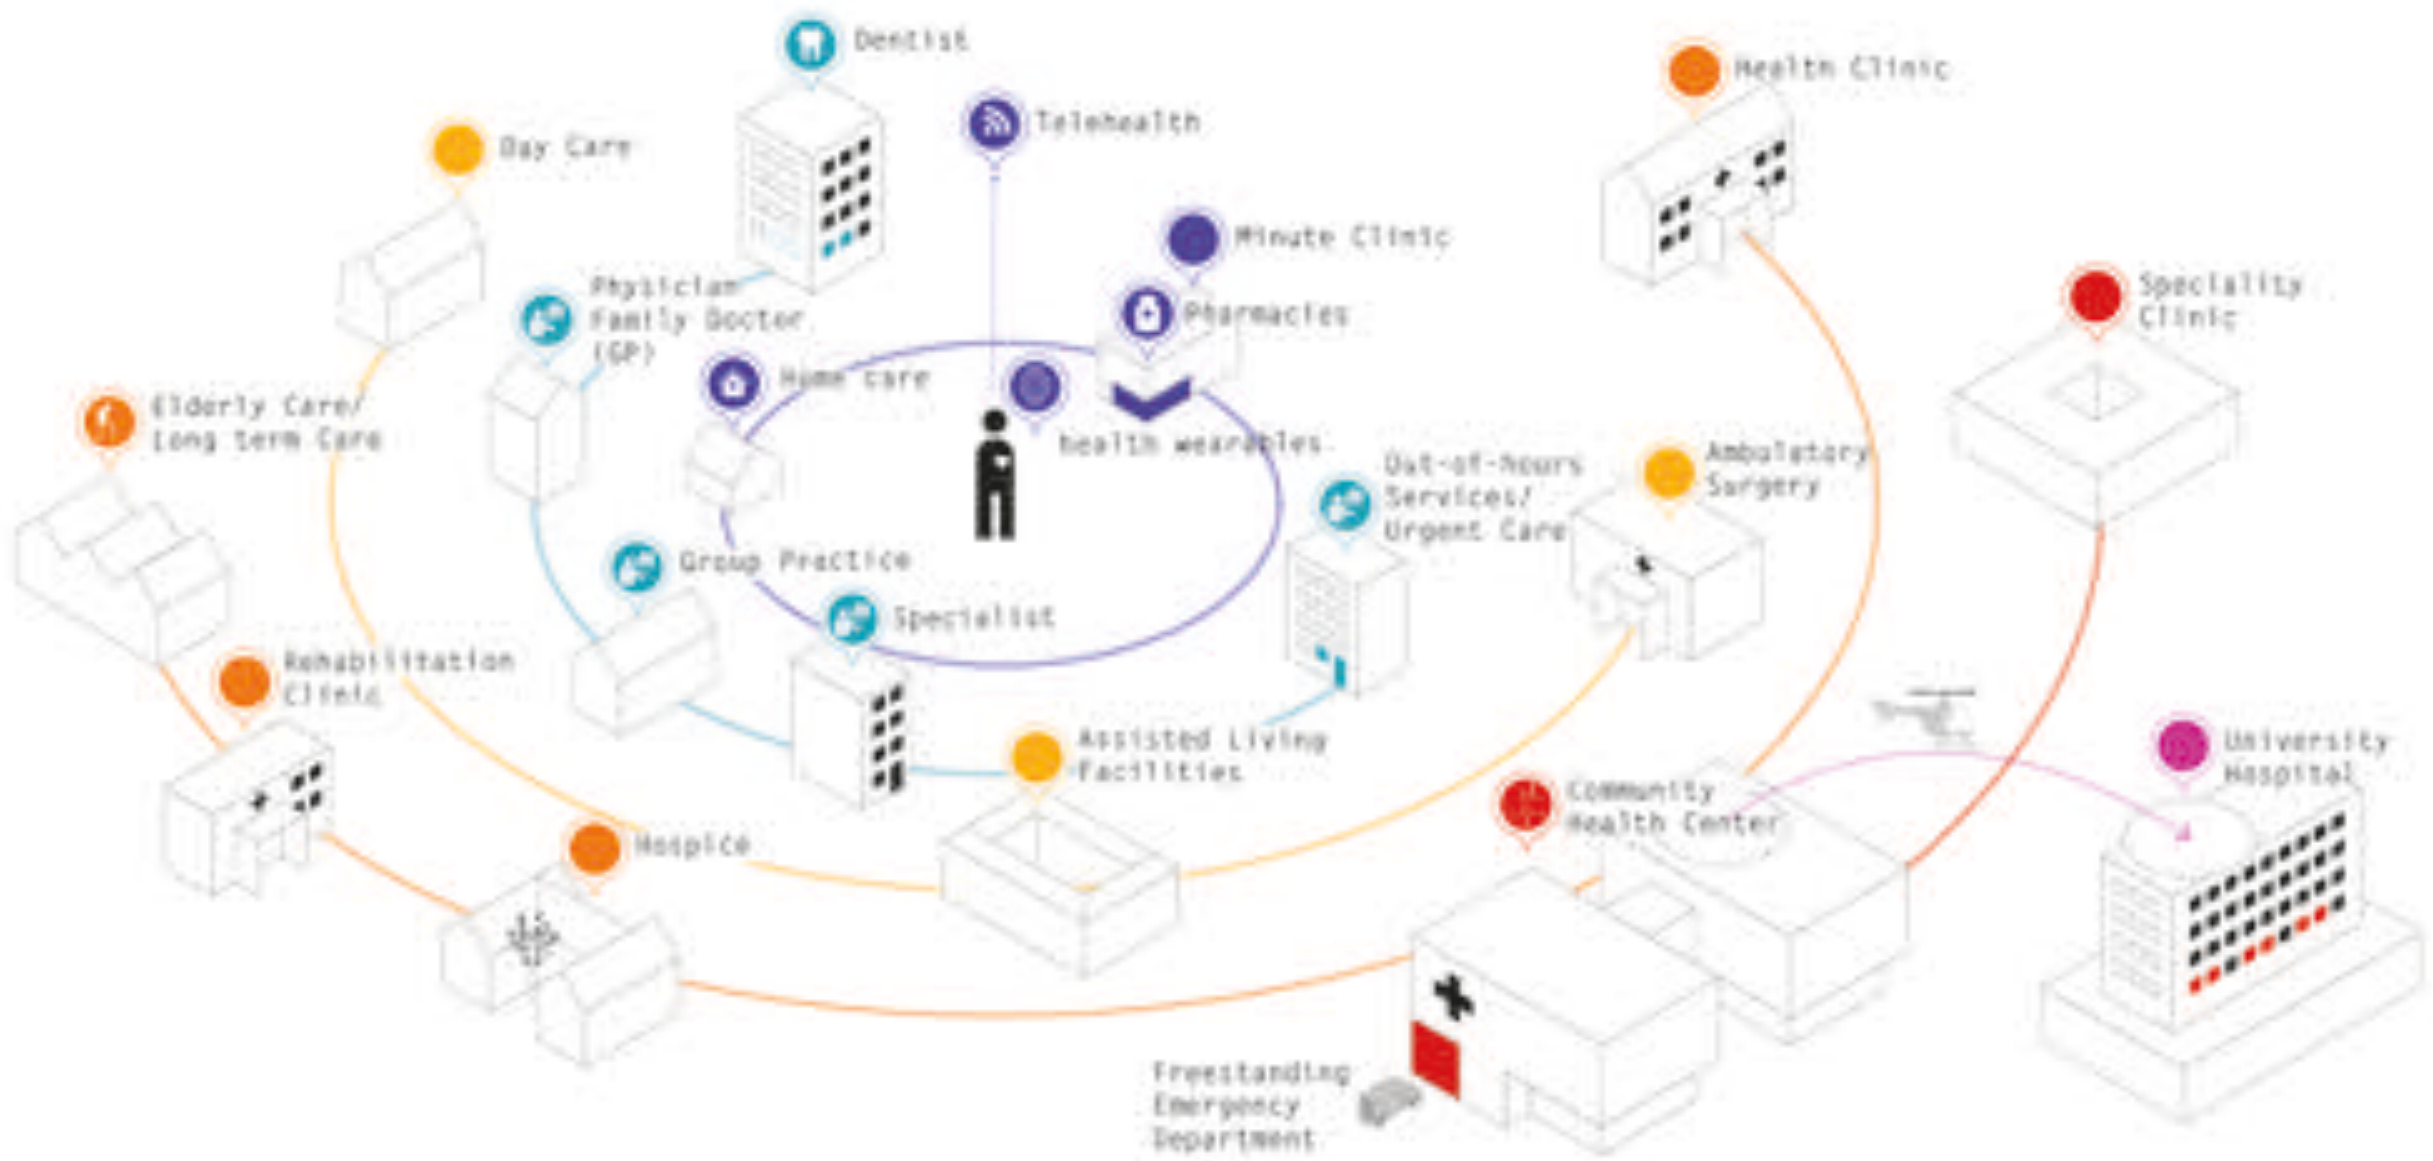 Dentist
Health Clinic
Telehealth
Day Care
Minute Clinic
Physician
Family Doctor
(GP)
Pharmacies
Speciality
Clinic
Home care
Elderly Care/
Long term Care
health wearables
Out-of-hours
Services/
Urgent Care
Ambulatory
Surgery
Group Practice
Specialist
Rehabilitation
Clinic
Assisted Living
Facilities
University
Hospital
Community
Health Center
Hospice
Freestanding
Emergency
Department